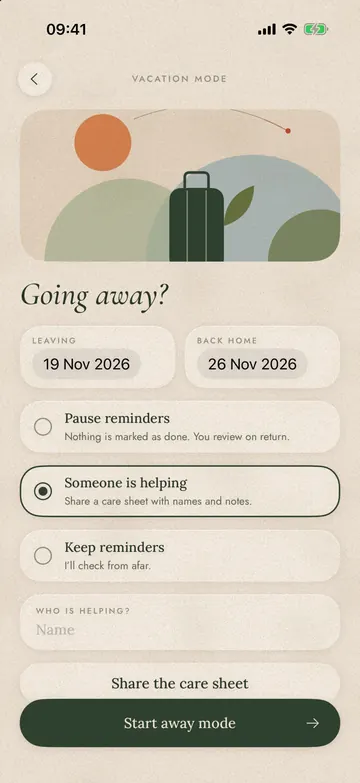 09:41
VACATION MODE
Going away?
LEAVING
19 Nov 2026
BACK HOME
26 Nov 2026
Pause reminders
Nothing is marked as done. You review on return.
Someone is helping
Share a care sheet with names and notes.
Keep reminders
I'll check from afar.
WHO IS HELPING?
Name
Share the care sheet
Start away mode